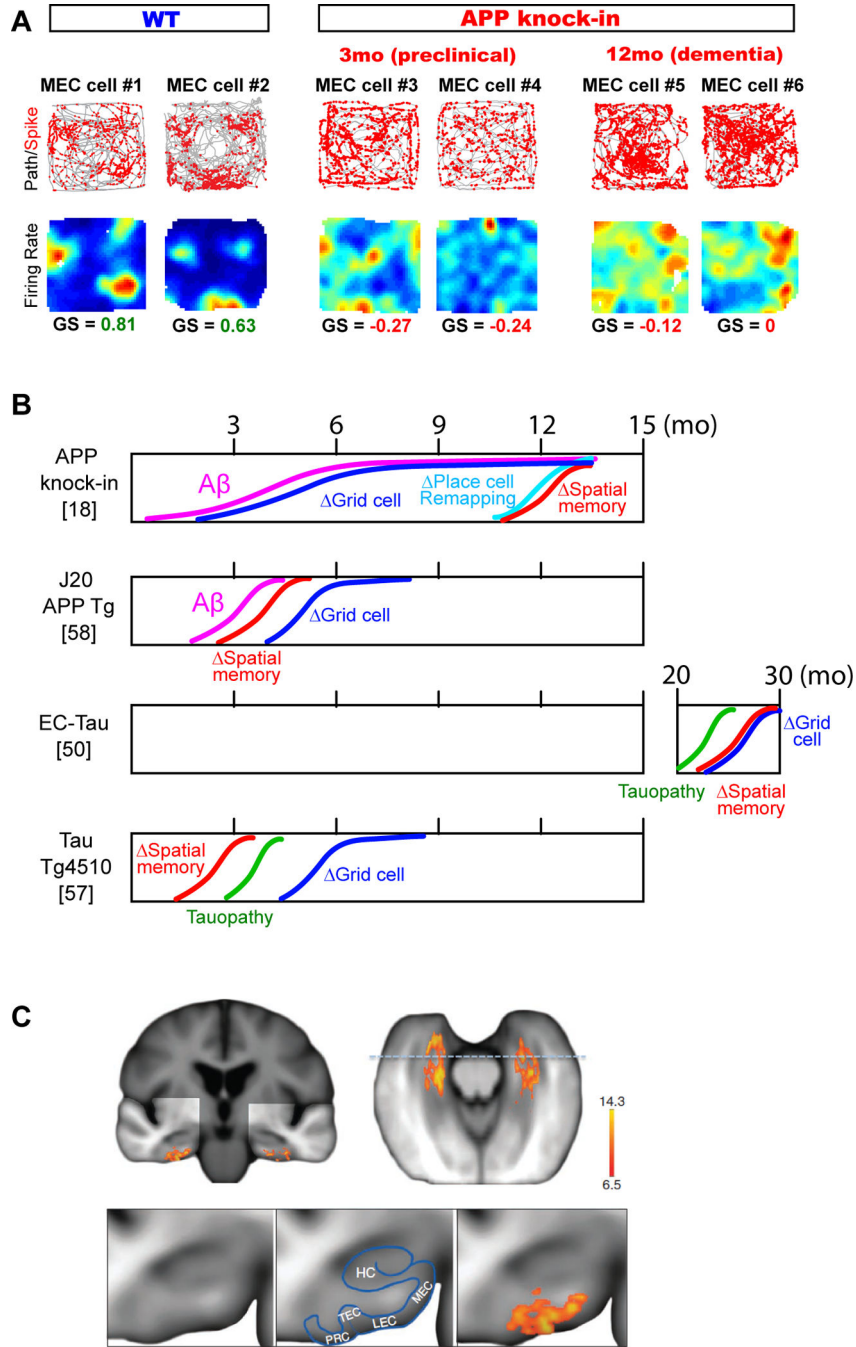 A
WT
APP knock-in
3mo (preclinical)
12mo (dementia)
MEC cell #1
MEC cell #2
MEC cell #3
MEC cell #4
MEC cell #5
MEC cell #6
Path/Spike
Firing Rate
GS = 0.81
GS = 0.63
GS = -0.27
GS = -0.24
GS = -0.12
GS = 0
B
3
6
9
12
15 (mo)
APP
knock-in
[18]
Aβ
ΔGrid cell
ΔPlace cell
Remapping
ΔSpatial
memory
J20
APP Tg
[58]
Aβ
ΔSpatial
memory
ΔGrid cell
20
30 (mo)
EC-Tau
[50]
Tauopathy
ΔSpatial
memory
ΔGrid
cell
Tau
Tg4510
[57]
ΔSpatial
memory
Tauopathy
ΔGrid cell
C
14.3
6.5
HC
MEC
TEC
LEC
PRC